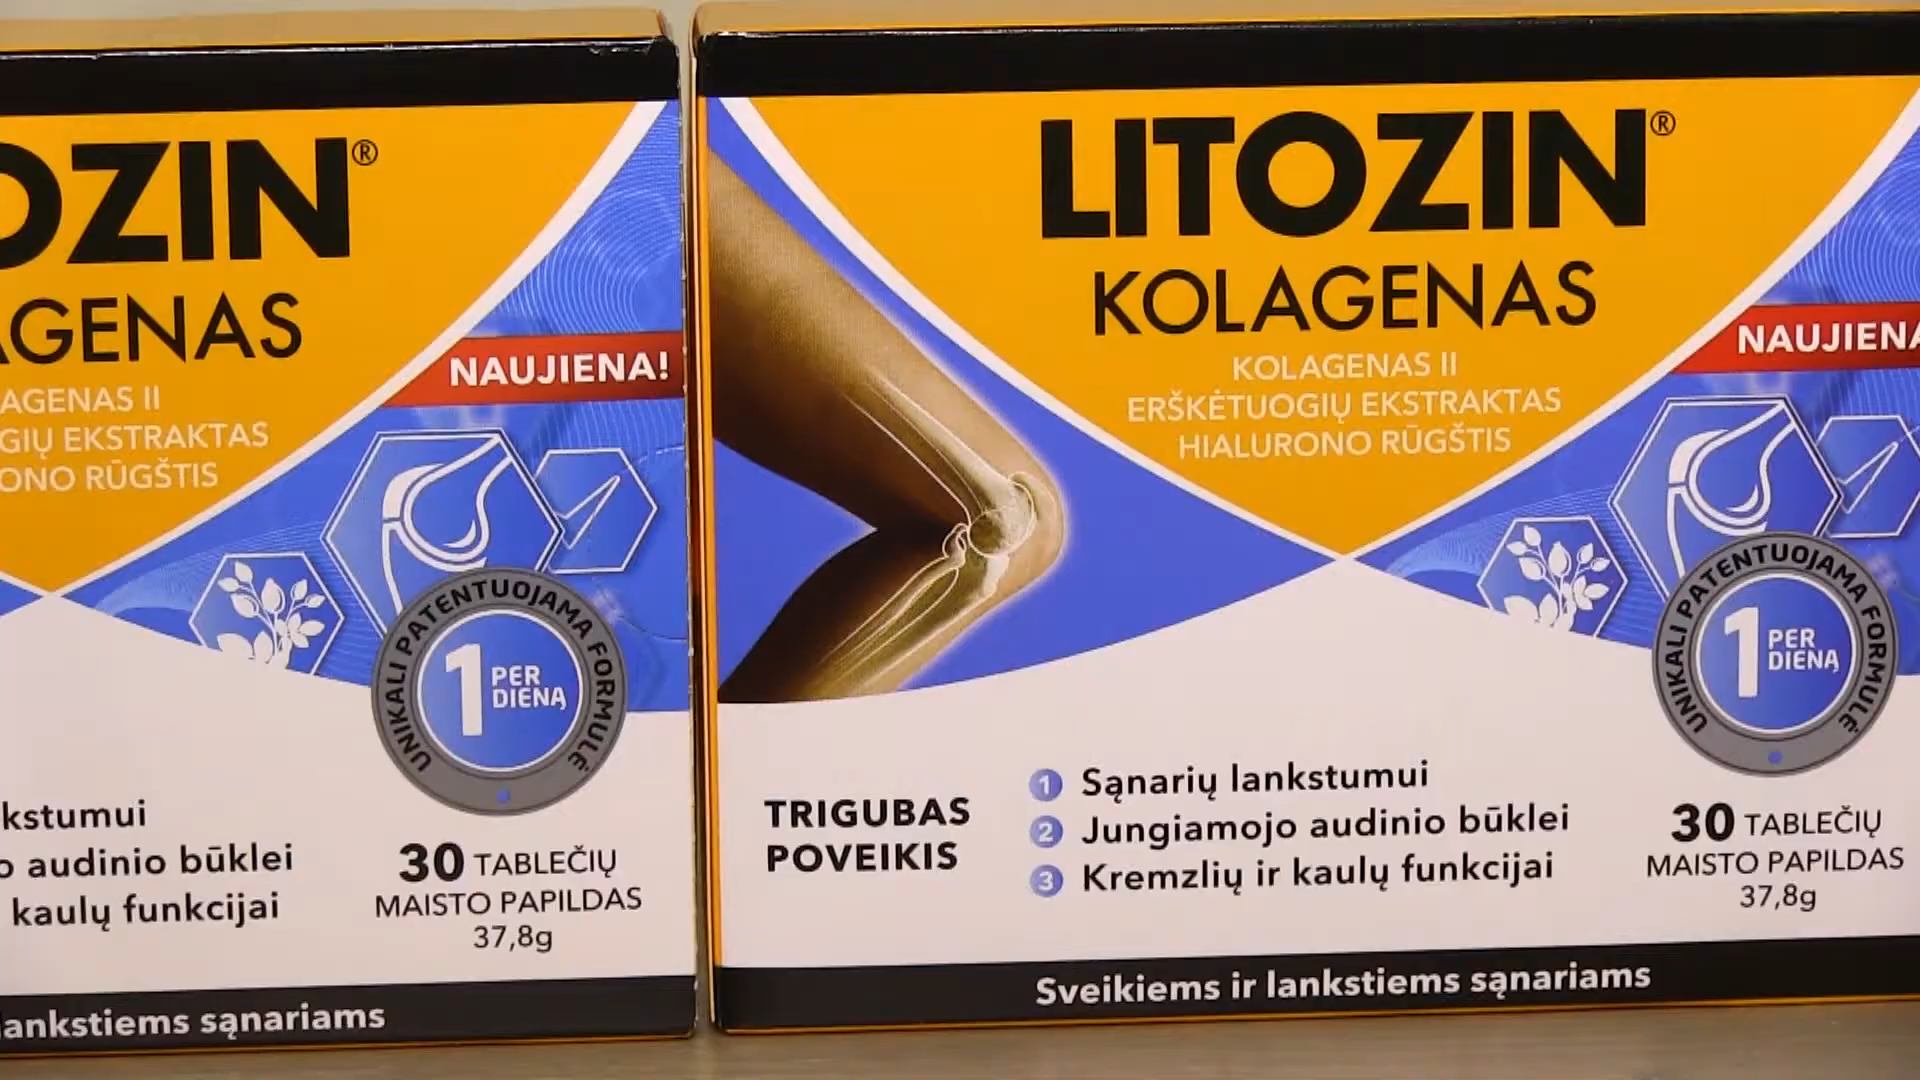 OZIN®
AGENAS
NAUJIENA!
AGENAS II
GIŲ EKSTRAKTAS
ONO RŪGŠTIS
UNIKALI PATENTUOJAMA FORMULĖ
1 PER
DIENĄ
kstumui
o audinio būklei
kaulų funkcijai
30 TABLEČIŲ
MAISTO PAPILDAS
37,8g
lankstiems sąnariams
LITOZIN®
KOLAGENAS
NAUJIENA
KOLAGENAS II
ERŠKĖTUOGIŲ EKSTRAKTAS
HIALURONO RŪGŠTIS
UNIKALI PATENTUOJAMA FORMULĖ
1 PER
DIENĄ
TRIGUBAS
POVEIKIS
1 Sąnarių lankstumui
2 Jungiamojo audinio būklei
3 Kremzlių ir kaulų funkcijai
30 TABLEČIŲ
MAISTO PAPILDAS
37,8g
Sveikiems ir lankstiems sąnariams